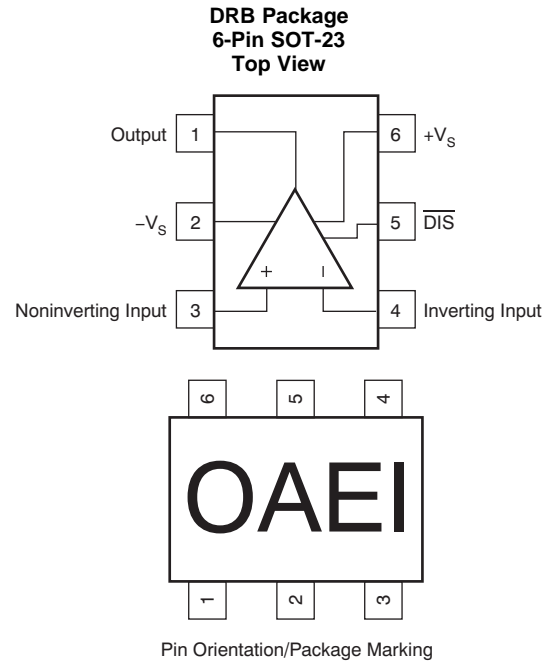 DRB Package
6-Pin SOT-23
Top View
Output 1 6 +VS
−VS 2 5 D̅I̅S̅
+ −
Noninverting Input 3 4 Inverting Input
6 5 4
OAEI
1 2 3
Pin Orientation/Package Marking